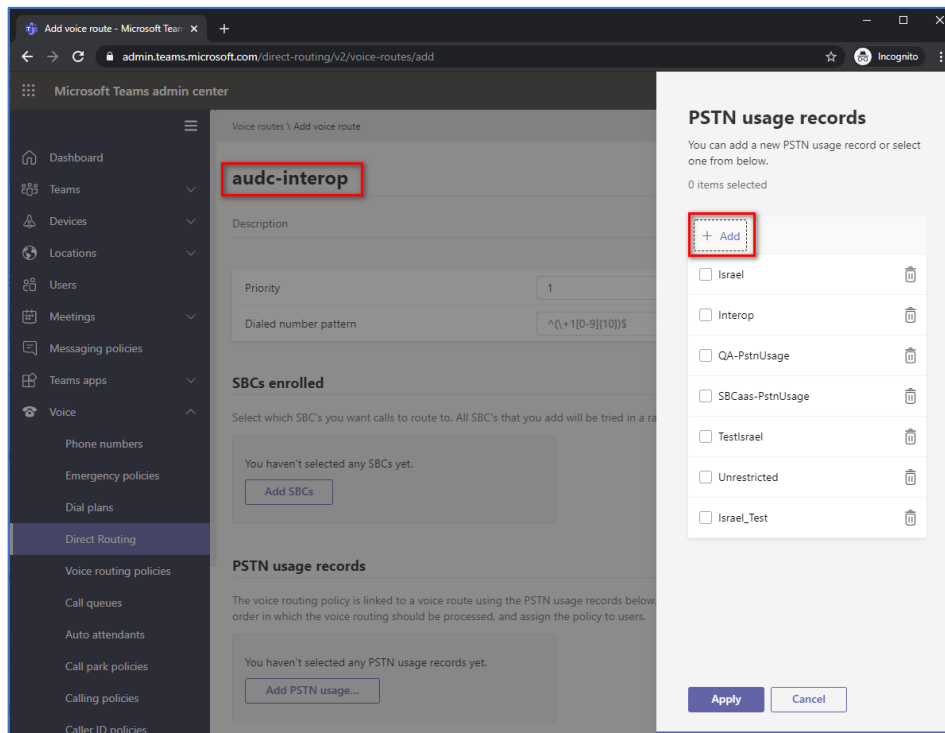 Add voice route - Microsoft Tear
admin.teams.microsoft.com/direct-routing/v2/voice-routes/add
Incognito
Microsoft Teams admin center
Dashboard
Teams
Devices
Locations
Users
Meetings
Messaging policies
Teams apps
Voice
Phone numbers
Emergency policies
Dial plans
Direct Routing
Voice routing policies
Call queues
Auto attendants
Call park policies
Calling policies
Caller ID policies
Voice routes \ Add voice route
audc-interop
Description
Priority
1
Dialed number pattern
^(\+1[0-9]{10})$
SBCs enrolled
Select which SBC's you want calls to route to. All SBC's that you add will be tried in a ra
You haven't selected any SBCs yet.
Add SBCs
PSTN usage records
The voice routing policy is linked to a voice route using the PSTN usage records below.
order in which the voice routing should be processed, and assign the policy to users.
You haven't selected any PSTN usage records yet.
Add PSTN usage...
PSTN usage records
You can add a new PSTN usage record or select
one from below.
0 items selected
+ Add
Israel
Interop
QA-PstnUsage
SBCaas-PstnUsage
TestIsrael
Unrestricted
Israel_Test
Apply
Cancel